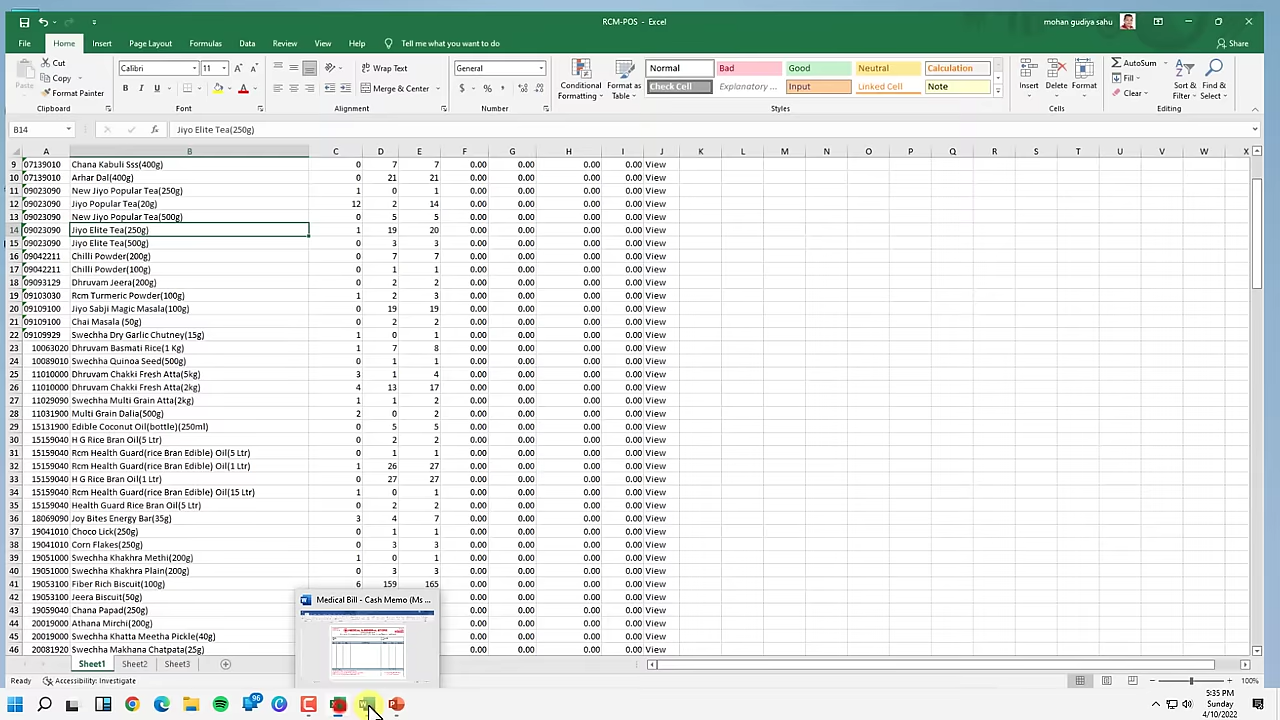 RCM-POS - Excel
mohan gudiya sahu
File Home Insert Page Layout Formulas Data Review View Help Tell me what you want to do Share
Cut
Copy
Format Painter
Paste
Calibri 11
B I U
Wrap Text
Merge & Center
General
$ % ,
Conditional Formatting
Format as Table
Normal Bad Good Neutral Calculation
Check Cell Explanatory ... Input Linked Cell Note
Insert Delete Format
AutoSum
Fill
Clear
Sort & Filter
Find & Select
Clipboard Font Alignment Number Styles Cells Editing
B14 fx Jiyo Elite Tea(250g)
A B C D E F G H I J K L M N O P Q R S T U V W X
9 07139010 Chana Kabuli Sss(400g) 0 7 7 0.00 0.00 0.00 0.00 View
10 07139010 Arhar Dal(400g) 0 21 21 0.00 0.00 0.00 0.00 View
11 09023090 New Jiyo Popular Tea(250g) 1 0 1 0.00 0.00 0.00 0.00 View
12 09023090 Jiyo Popular Tea(20g) 12 2 14 0.00 0.00 0.00 0.00 View
13 09023090 New Jiyo Popular Tea(500g) 0 5 5 0.00 0.00 0.00 0.00 View
14 09023090 Jiyo Elite Tea(250g) 1 19 20 0.00 0.00 0.00 0.00 View
15 09023090 Jiyo Elite Tea(500g) 0 3 3 0.00 0.00 0.00 0.00 View
16 09042211 Chilli Powder(200g) 0 7 7 0.00 0.00 0.00 0.00 View
17 09042211 Chilli Powder(100g) 0 1 1 0.00 0.00 0.00 0.00 View
18 09093129 Dhruvam Jeera(200g) 0 2 2 0.00 0.00 0.00 0.00 View
19 09103030 Rcm Turmeric Powder(100g) 1 2 3 0.00 0.00 0.00 0.00 View
20 09109100 Jiyo Sabji Magic Masala(100g) 0 19 19 0.00 0.00 0.00 0.00 View
21 09109100 Chai Masala (50g) 0 2 2 0.00 0.00 0.00 0.00 View
22 09109929 Swechha Dry Garlic Chutney(15g) 1 0 1 0.00 0.00 0.00 0.00 View
23 10063020 Dhruvam Basmati Rice(1 Kg) 1 7 8 0.00 0.00 0.00 0.00 View
24 10089010 Swechha Quinoa Seed(500g) 0 1 1 0.00 0.00 0.00 0.00 View
25 11010000 Dhruvam Chakki Fresh Atta(5kg) 3 1 4 0.00 0.00 0.00 0.00 View
26 11010000 Dhruvam Chakki Fresh Atta(2kg) 4 13 17 0.00 0.00 0.00 0.00 View
27 11029090 Swechha Multi Grain Atta(2kg) 1 1 2 0.00 0.00 0.00 0.00 View
28 11031900 Multi Grain Dalia(500g) 2 0 2 0.00 0.00 0.00 0.00 View
29 15131900 Edible Coconut Oil(bottle)(250ml) 0 5 5 0.00 0.00 0.00 0.00 View
30 15159040 H G Rice Bran Oil(5 Ltr) 0 2 2 0.00 0.00 0.00 0.00 View
31 15159040 Rcm Health Guard(rice Bran Edible) Oil(5 Ltr) 0 1 1 0.00 0.00 0.00 0.00 View
32 15159040 Rcm Health Guard(rice Bran Edible) Oil(1 Ltr) 1 26 27 0.00 0.00 0.00 0.00 View
33 15159040 H G Rice Bran Oil(1 Ltr) 0 27 27 0.00 0.00 0.00 0.00 View
34 15159040 Rcm Health Guard(rice Bran Edible) Oil(15 Ltr) 1 0 1 0.00 0.00 0.00 0.00 View
35 15159040 Health Guard Rice Bran Oil(5 Ltr) 0 2 2 0.00 0.00 0.00 0.00 View
36 18069090 Joy Bites Energy Bar(35g) 3 4 7 0.00 0.00 0.00 0.00 View
37 19041010 Choco Lick(250g) 0 1 1 0.00 0.00 0.00 0.00 View
38 19041010 Corn Flakes(250g) 0 3 3 0.00 0.00 0.00 0.00 View
39 19051000 Swechha Khakhra Methi(200g) 1 0 1 0.00 0.00 0.00 0.00 View
40 19051000 Swechha Khakhra Plain(200g) 0 3 3 0.00 0.00 0.00 0.00 View
41 19053100 Fiber Rich Biscuit(100g) 6 159 165 0.00 0.00 0.00 0.00 View
42 19053100 Jeera Biscuit(50g) 0.00 0.00 0.00 0.00 View
43 19059040 Chana Papad(250g) 0.00 0.00 0.00 0.00 View
44 20019000 Athana Mirchi(200g) 0.00 0.00 0.00 0.00 View
45 20019000 Swechha Khatta Meetha Pickle(40g) 0.00 0.00 0.00 0.00 View
46 20081920 Swechha Makhana Chatpata(25g) 0.00 0.00 0.00 0.00 View
Medical Bill - Cash Memo (Ms ...
Sheet1 Sheet2 Sheet3
Ready Accessibility: Investigate 100%
96
5:35 PM
Sunday
4/10/2022